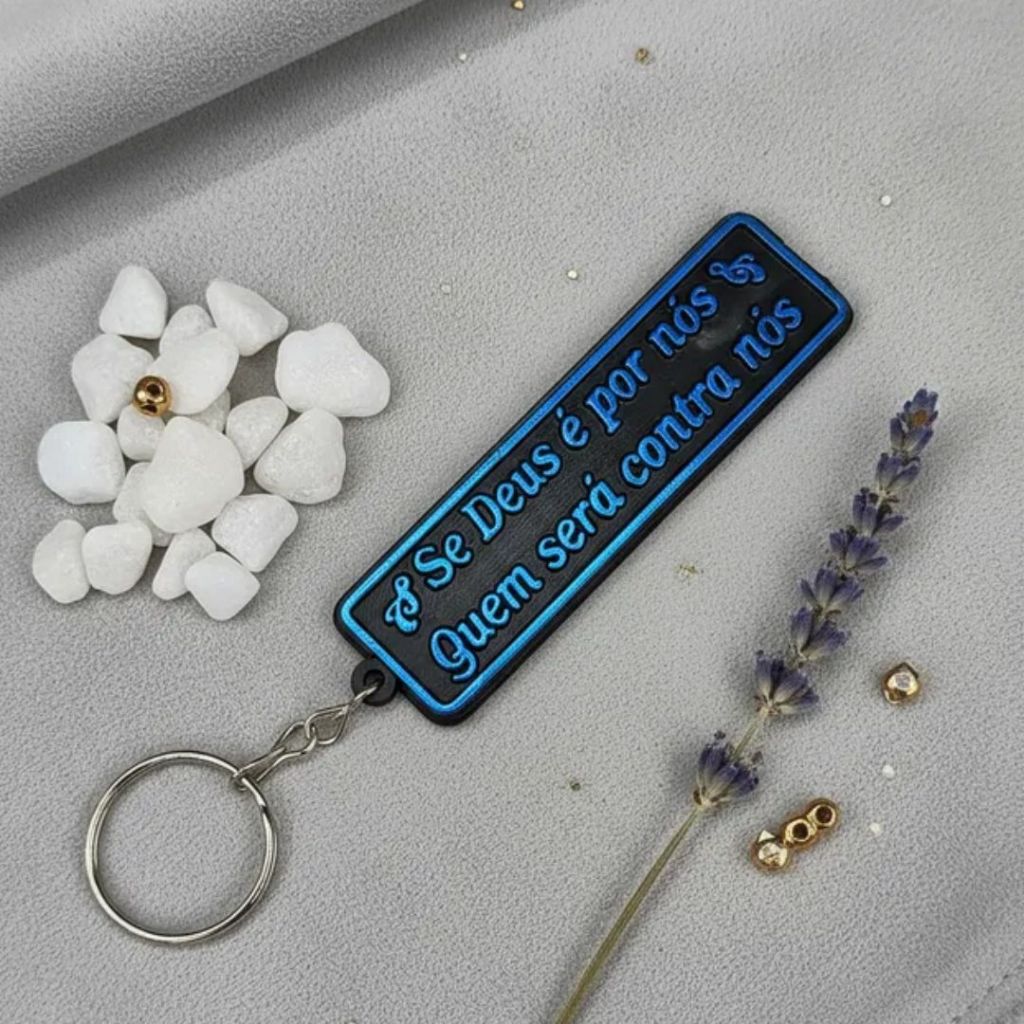 Se Deus é por nós
Quem será contra nós